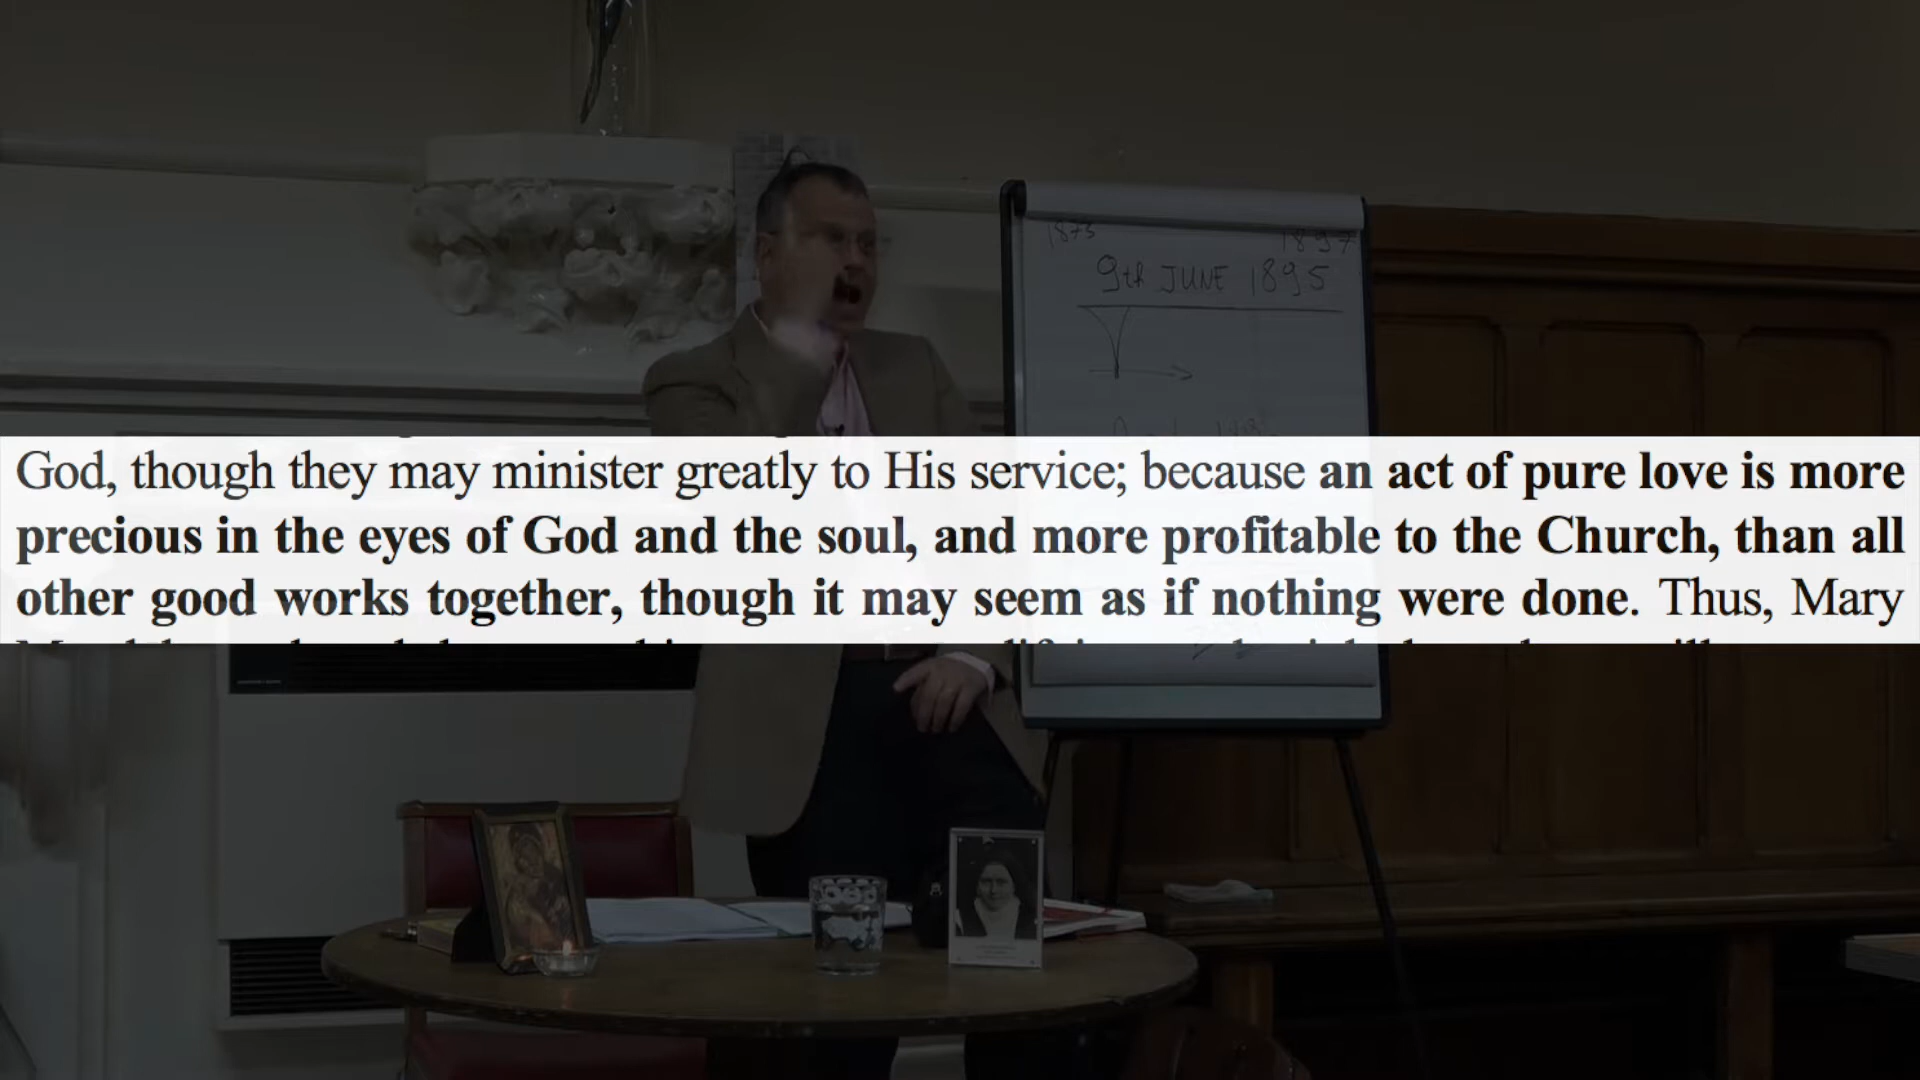 1873 1897
9th JUNE 1895
God, though they may minister greatly to His service; because an act of pure love is more
precious in the eyes of God and the soul, and more profitable to the Church, than all
other good works together, though it may seem as if nothing were done. Thus, Mary